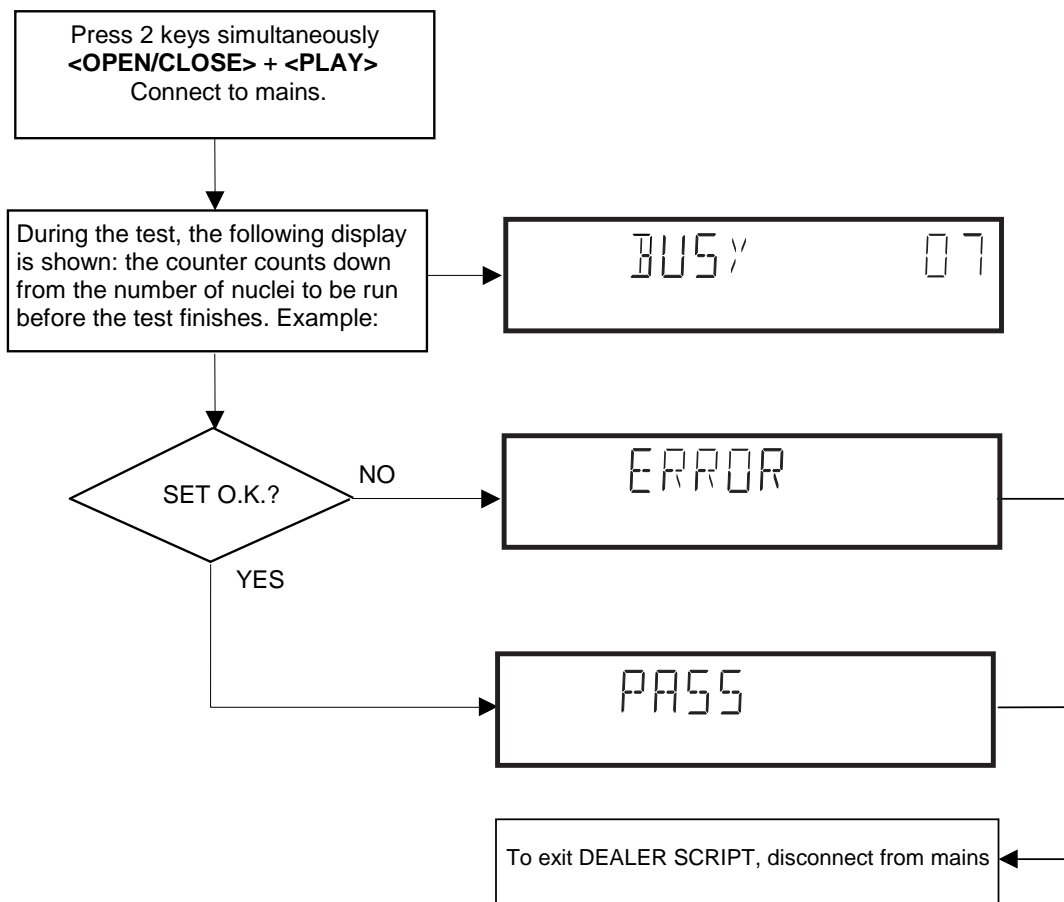 Press 2 keys simultaneously
<OPEN/CLOSE> + <PLAY>
Connect to mains.
During the test, the following display
is shown: the counter counts down
from the number of nuclei to be run
before the test finishes. Example:
BUSY 07
SET O.K.?
NO
ERROR
YES
PASS
To exit DEALER SCRIPT, disconnect from mains